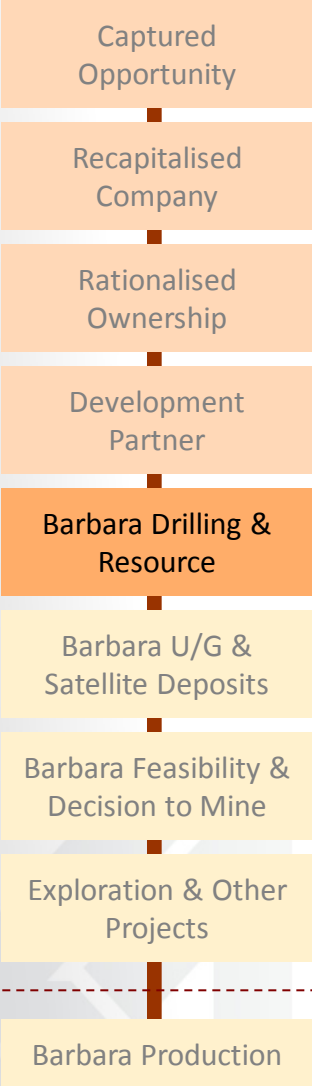 Captured
Opportunity
Recapitalised
Company
Rationalised
Ownership
Development
Partner
Barbara Drilling &
Resource
Barbara U/G &
Satellite Deposits
Barbara Feasibility &
Decision to Mine
Exploration & Other
Projects
Barbara Production